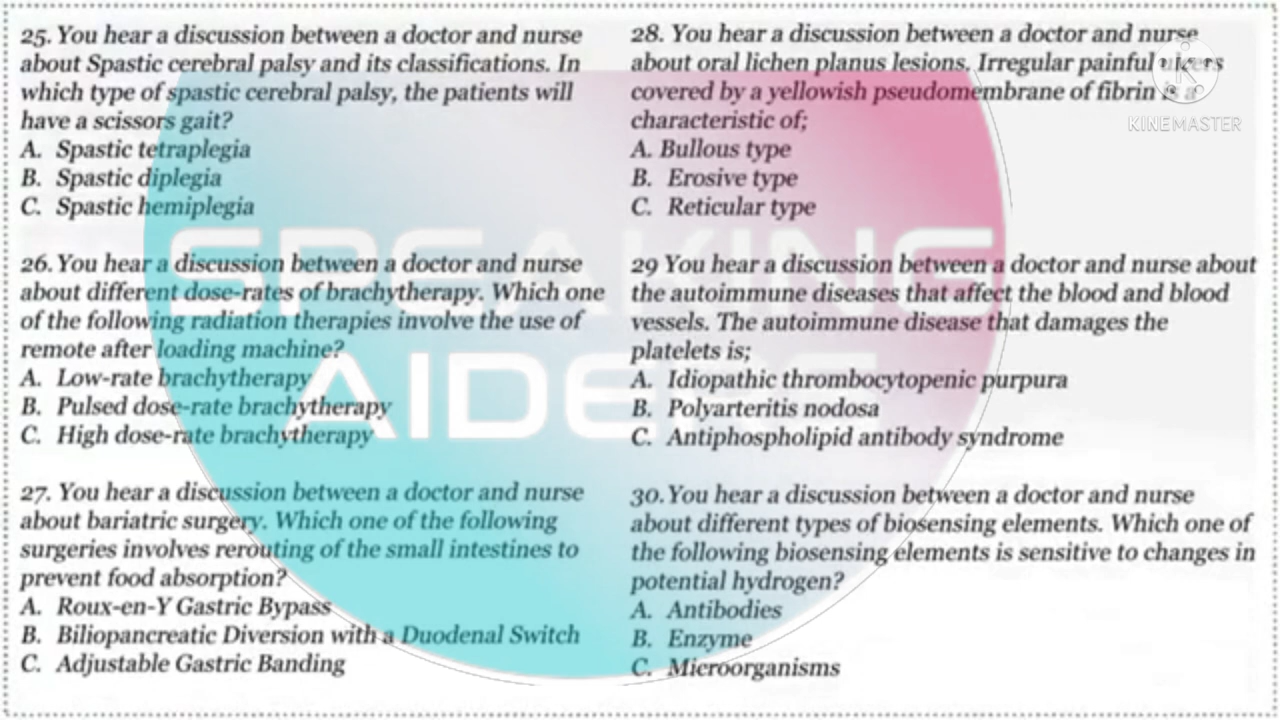 25. You hear a discussion between a doctor and nurse
about Spastic cerebral palsy and its classifications. In
which type of spastic cerebral palsy, the patients will
have a scissors gait?
A. Spastic tetraplegia
B. Spastic diplegia
C. Spastic hemiplegia
26. You hear a discussion between a doctor and nurse
about different dose-rates of brachytherapy. Which one
of the following radiation therapies involve the use of
remote after loading machine?
A. Low-rate brachytherapy
B. Pulsed dose-rate brachytherapy
C. High dose-rate brachytherapy
27. You hear a discussion between a doctor and nurse
about bariatric surgery. Which one of the following
surgeries involves rerouting of the small intestines to
prevent food absorption?
A. Roux-en-Y Gastric Bypass
B. Biliopancreatic Diversion with a Duodenal Switch
C. Adjustable Gastric Banding
28. You hear a discussion between a doctor and nurse
about oral lichen planus lesions. Irregular painful ulcers
covered by a yellowish pseudomembrane of fibrin is a
characteristic of;
A. Bullous type
B. Erosive type
C. Reticular type
29 You hear a discussion between a doctor and nurse about
the autoimmune diseases that affect the blood and blood
vessels. The autoimmune disease that damages the
platelets is;
A. Idiopathic thrombocytopenic purpura
B. Polyarteritis nodosa
C. Antiphospholipid antibody syndrome
30. You hear a discussion between a doctor and nurse
about different types of biosensing elements. Which one of
the following biosensing elements is sensitive to changes in
potential hydrogen?
A. Antibodies
B. Enzyme
C. Microorganisms
SPEAKING
AIDERS
K
KINEMASTER